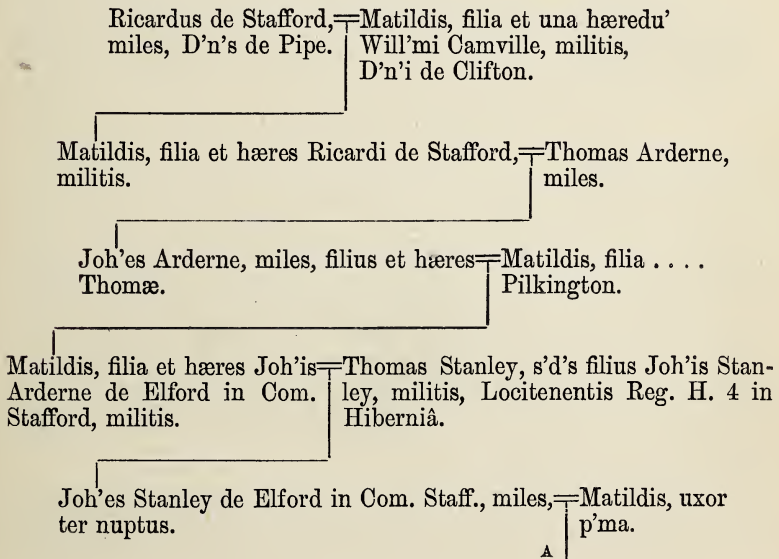 Ricardus de Stafford,
miles, D'n's de Pipe.
Matildis, filia et una hæredu'
Will'mi Camville, militis,
D'n'i de Clifton.
Matildis, filia et hæres Ricardi de Stafford,
militis.
Thomas Arderne,
miles.
Joh'es Arderne, miles, filius et hæres
Thomæ.
Matildis, filia . . . .
Pilkington.
Matildis, filia et hæres Joh'is
Arderne de Elford in Com.
Stafford, militis.
Thomas Stanley, s'd's filius Joh'is Stan-
ley, militis, Locitenentis Reg. H. 4 in
Hiberniâ.
Joh'es Stanley de Elford in Com. Staff., miles,
ter nuptus.
Matildis, uxor
p'ma.
A